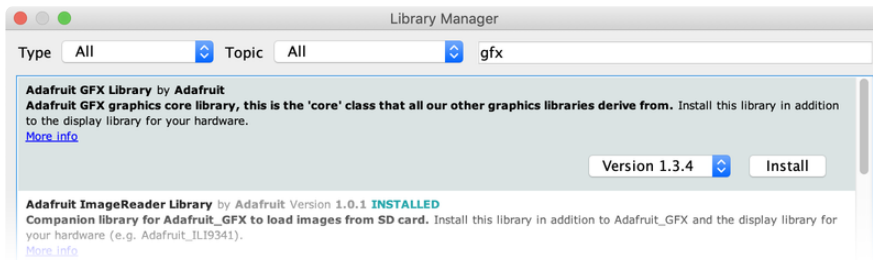 Library Manager
Type All Topic All gfx
Adafruit GFX Library by Adafruit
Adafruit GFX graphics core library, this is the 'core' class that all our other graphics libraries derive from. Install this library in addition
to the display library for your hardware.
More info
Version 1.3.4 Install
Adafruit ImageReader Library by Adafruit Version 1.0.1 INSTALLED
Companion library for Adafruit_GFX to load images from SD card. Install this library in addition to Adafruit_GFX and the display library for
your hardware (e.g. Adafruit_ILI9341).
More info